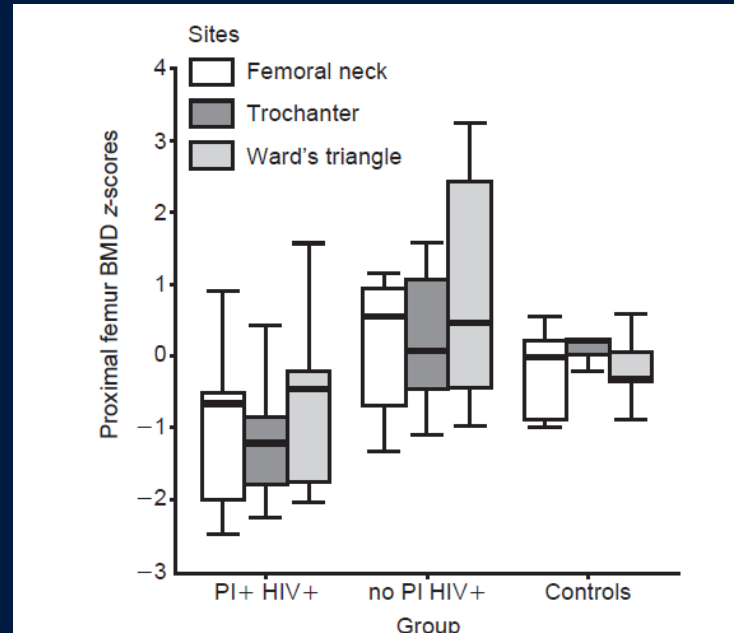 Sites
Femoral neck
Trochanter
Ward's triangle
Proximal femur BMD z-scores
4
3
2
1
0
−1
−2
−3
PI+ HIV+ no PI HIV+ Controls
Group